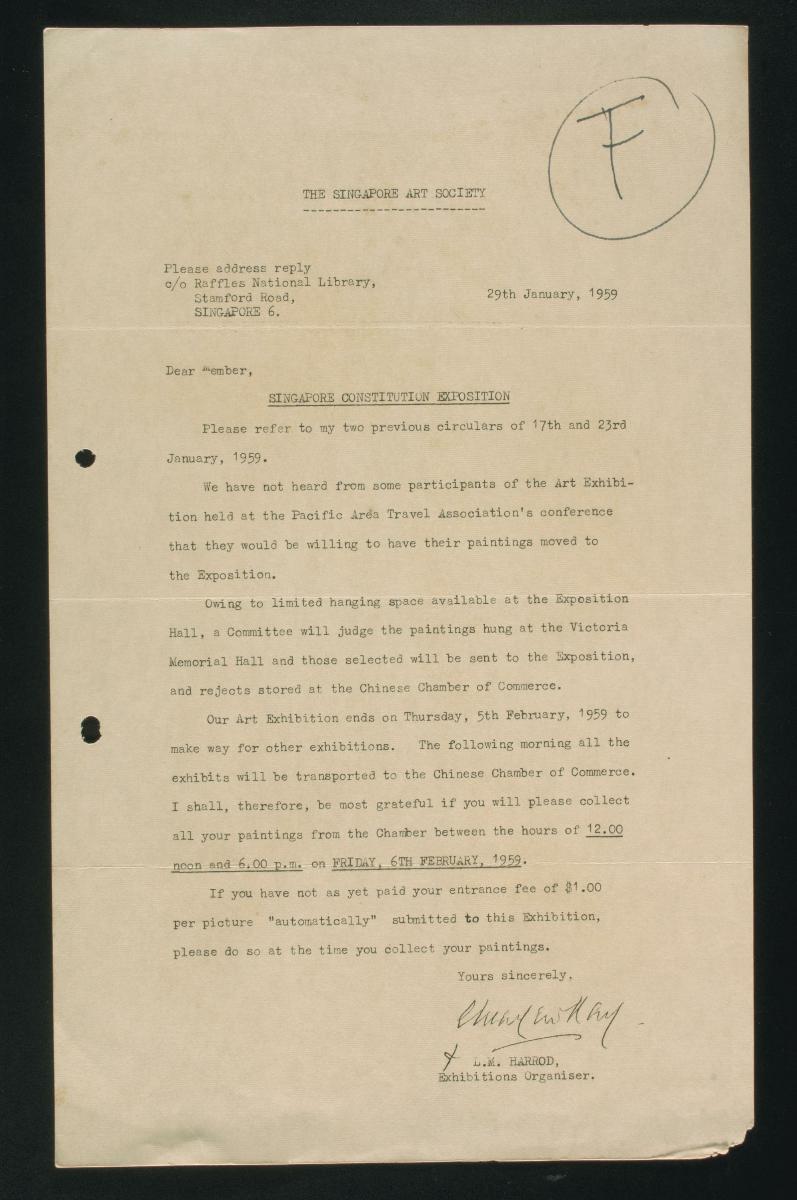 F
THE SINGAPORE ART SOCIETY
Please address reply
c/o Raffles National Library,
Stamford Road,
SINGAPORE 6.
29th January, 1959
Dear Member,
SINGAPORE CONSTITUTION EXPOSITION
Please refer to my two previous circulars of 17th and 23rd
January, 1959.
We have not heard from some participants of the Art Exhibi-
tion held at the Pacific Area Travel Association's conference
that they would be willing to have their paintings moved to
the Exposition.
Owing to limited hanging space available at the Exposition
Hall, a Committee will judge the paintings hung at the Victoria
Memorial Hall and those selected will be sent to the Exposition,
and rejects stored at the Chinese Chamber of Commerce.
Our Art Exhibition ends on Thursday, 5th February, 1959 to
make way for other exhibitions. The following morning all the
exhibits will be transported to the Chinese Chamber of Commerce.
I shall, therefore, be most grateful if you will please collect
all your paintings from the Chamber between the hours of 12.00
noon and 6.00 p.m. on FRIDAY, 6TH FEBRUARY, 1959.
If you have not as yet paid your entrance fee of $1.00
per picture "automatically" submitted to this Exhibition,
please do so at the time you collect your paintings.
Yours sincerely,
L.M. HARROD,
Exhibitions Organiser.